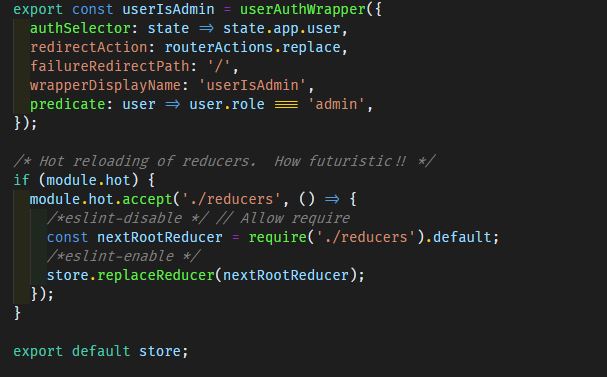 export const userIsAdmin = userAuthWrapper({
  authSelector: state => state.app.user,
  redirectAction: routerActions.replace,
  failureRedirectPath: '/',
  wrapperDisplayName: 'userIsAdmin',
  predicate: user => user.role === 'admin',
});

/* Hot reloading of reducers.  How futuristic!! */
if (module.hot) {
  module.hot.accept('./reducers', () => {
    /*eslint-disable */ // Allow require
    const nextRootReducer = require('./reducers').default;
    /*eslint-enable */
    store.replaceReducer(nextRootReducer);
  });
}

export default store;